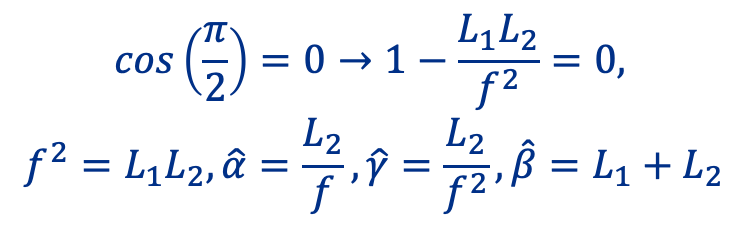 cos(π/2) = 0 → 1 − L₁L₂/f² = 0,
f² = L₁L₂, α̂ = L₂/f, γ̂ = L₂/f², β̂ = L₁ + L₂